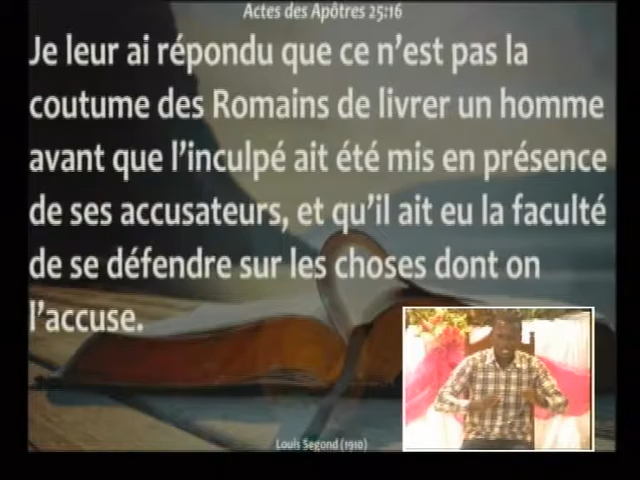 Actes des Apôtres 25:16
Je leur ai répondu que ce n'est pas la
coutume des Romains de livrer un homme
avant que l'inculpé ait été mis en présence
de ses accusateurs, et qu'il ait eu la faculté
de se défendre sur les choses dont on
l'accuse.
Louis Segond (1910)